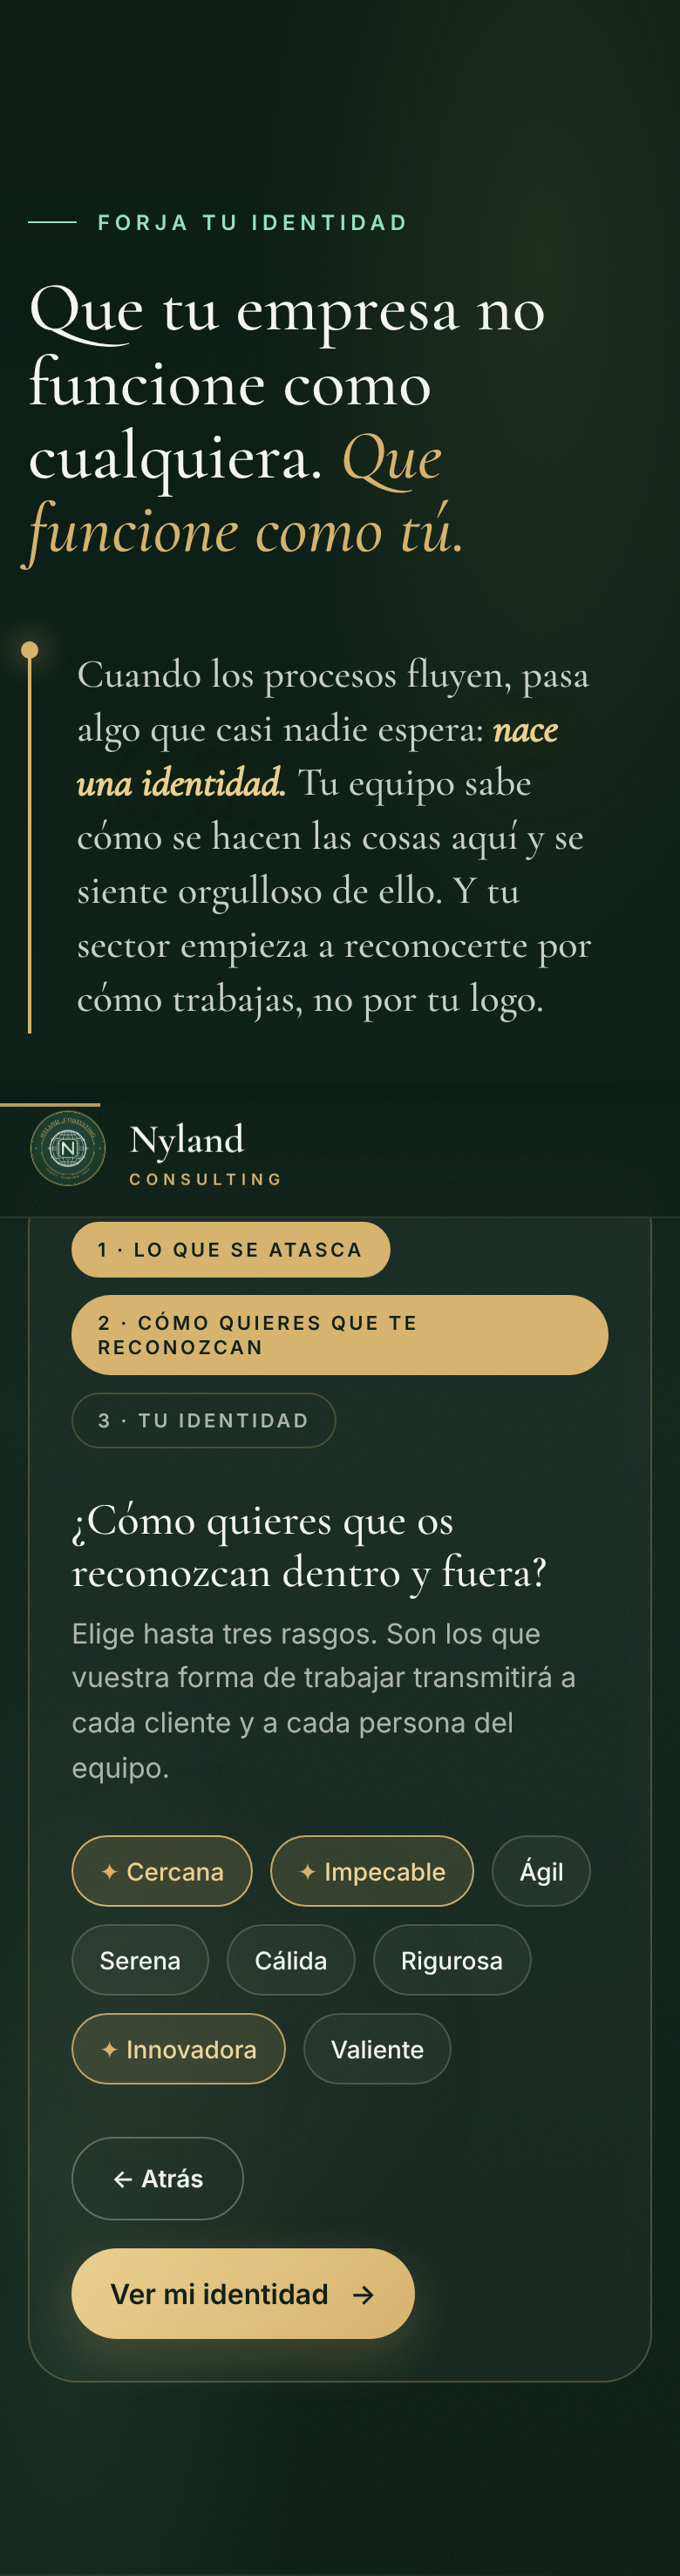 FORJA TU IDENTIDAD
Que tu empresa no
funcione como
cualquiera. Que
funcione como tú.
Cuando los procesos fluyen, pasa
algo que casi nadie espera: nace
una identidad. Tu equipo sabe
cómo se hacen las cosas aquí y se
siente orgulloso de ello. Y tu
sector empieza a reconocerte por
cómo trabajas, no por tu logo.
N
Nyland
CONSULTING
1 · LO QUE SE ATASCA
2 · CÓMO QUIERES QUE TE
RECONOZCAN
3 · TU IDENTIDAD
¿Cómo quieres que os
reconozcan dentro y fuera?
Elige hasta tres rasgos. Son los que
vuestra forma de trabajar transmitirá a
cada cliente y a cada persona del
equipo.
✦ Cercana ✦ Impecable Ágil
Serena Cálida Rigurosa
✦ Innovadora Valiente
← Atrás
Ver mi identidad →